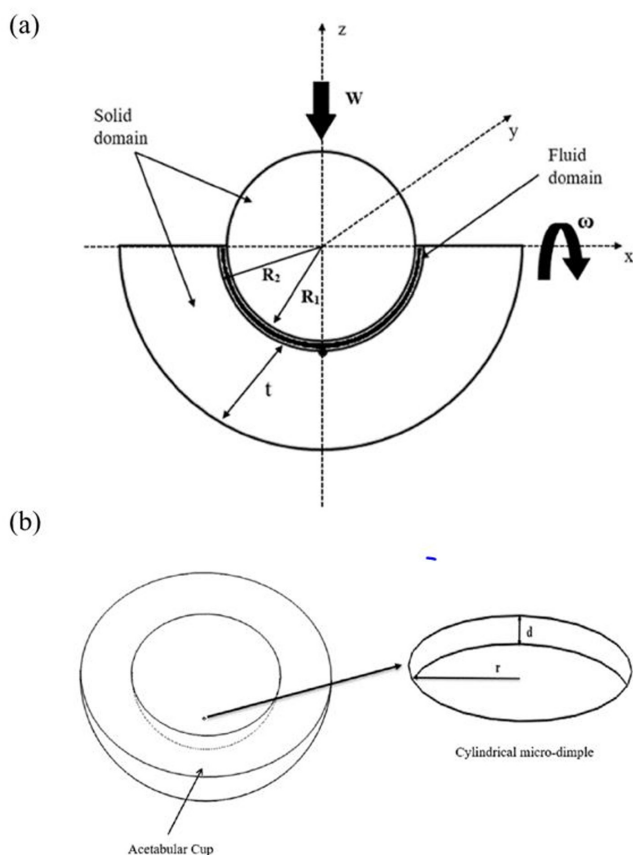 (a)
z
W
Solid
domain
y
Fluid
domain
ω
x
R₂
R₁
t
(b)
d
r
Cylindrical micro-dimple
Acetabular Cup